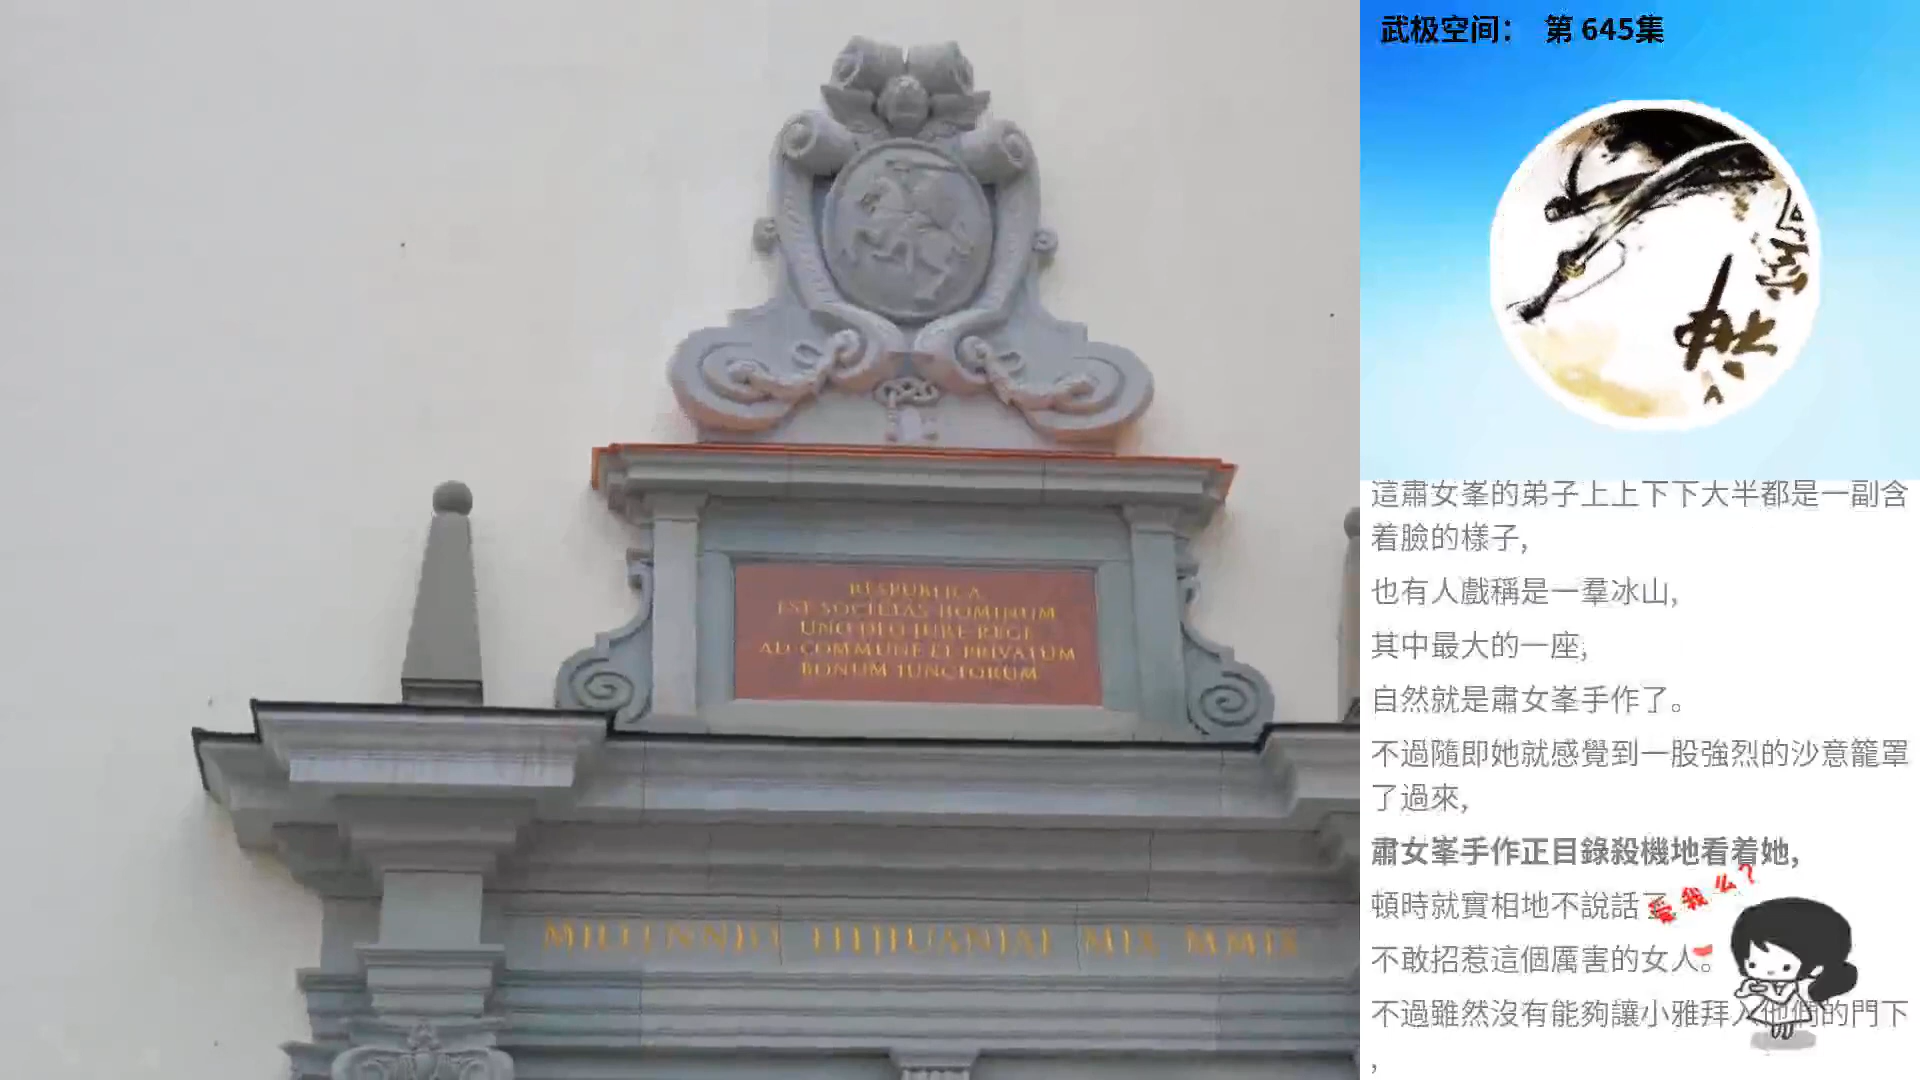 武极空间： 第 645集
RESPUBLICA
EST SOCIETAS HOMINUM
UNO DEO JURE REGE
AD COMMUNE ET PRIVATUM
BONUM IUNCTORUM
MILLENNIO LITHUANIAE MIX MMIX
這肅女峯的弟子上上下下大半都是一副含
着臉的樣子,
也有人戲稱是一羣冰山,
其中最大的一座,
自然就是肅女峯手作了。
不過隨即她就感覺到一股強烈的沙意籠罩
了過來,
肅女峯手作正目錄殺機地看着她,
頓時就實相地不說話了
愛我么?
不敢招惹這個厲害的女人。
不過雖然沒有能夠讓小雅拜入他們的門下
,